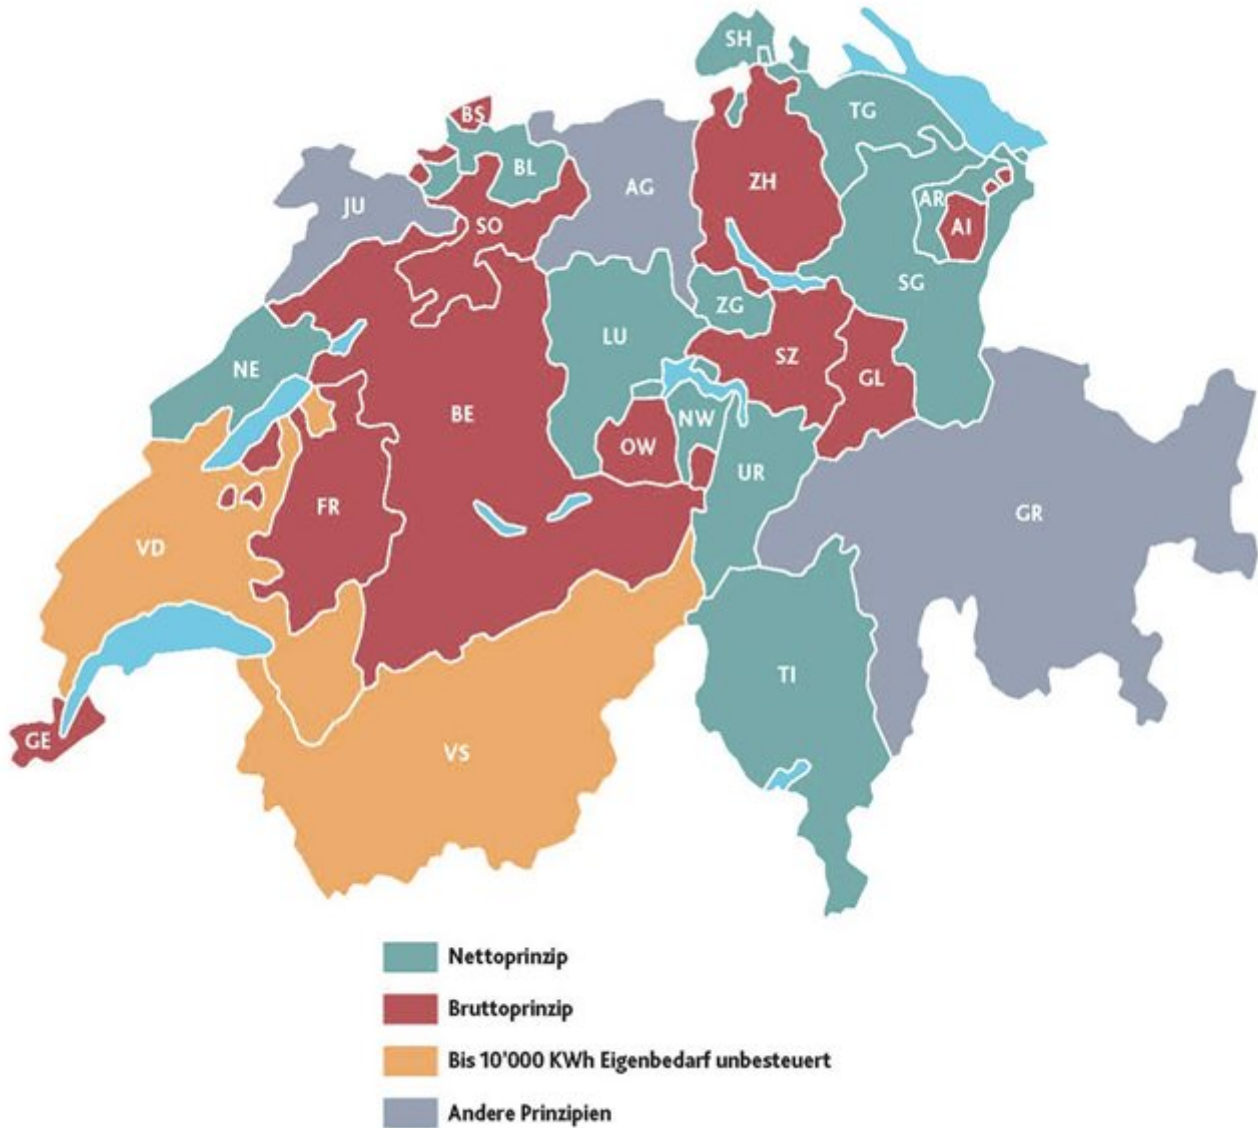 SH
BS
TG
BL
ZH
AG
JU
AR
SO
AI
SG
ZG
LU
SZ
NE
GL
BE
NW
OW
UR
FR
GR
VD
TI
GE
VS
Nettoprinzip
Bruttoprinzip
Bis 10'000 KWh Eigenbedarf unbesteuert
Andere Prinzipien